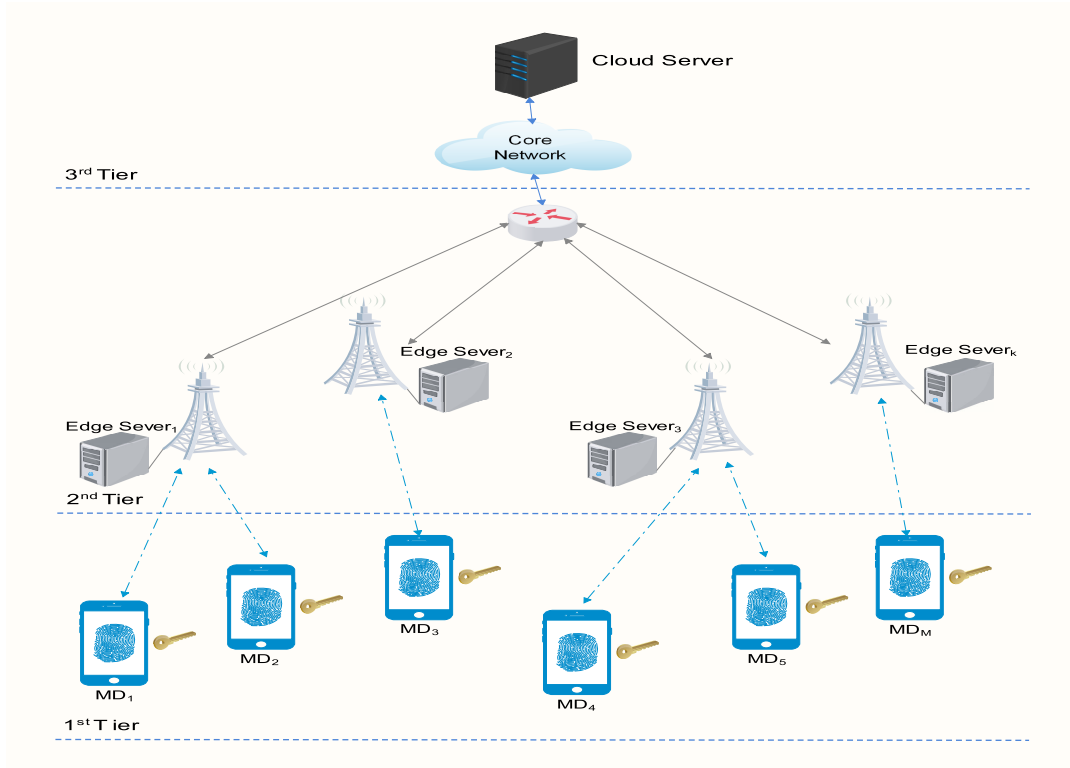 Cloud Server
Core
Network
3rd Tier
Edge Sever2
Edge Severk
Edge Sever1
Edge Sever3
2nd Tier
MD3
MDM
MD2
MD5
MD1
MD4
1st T ier